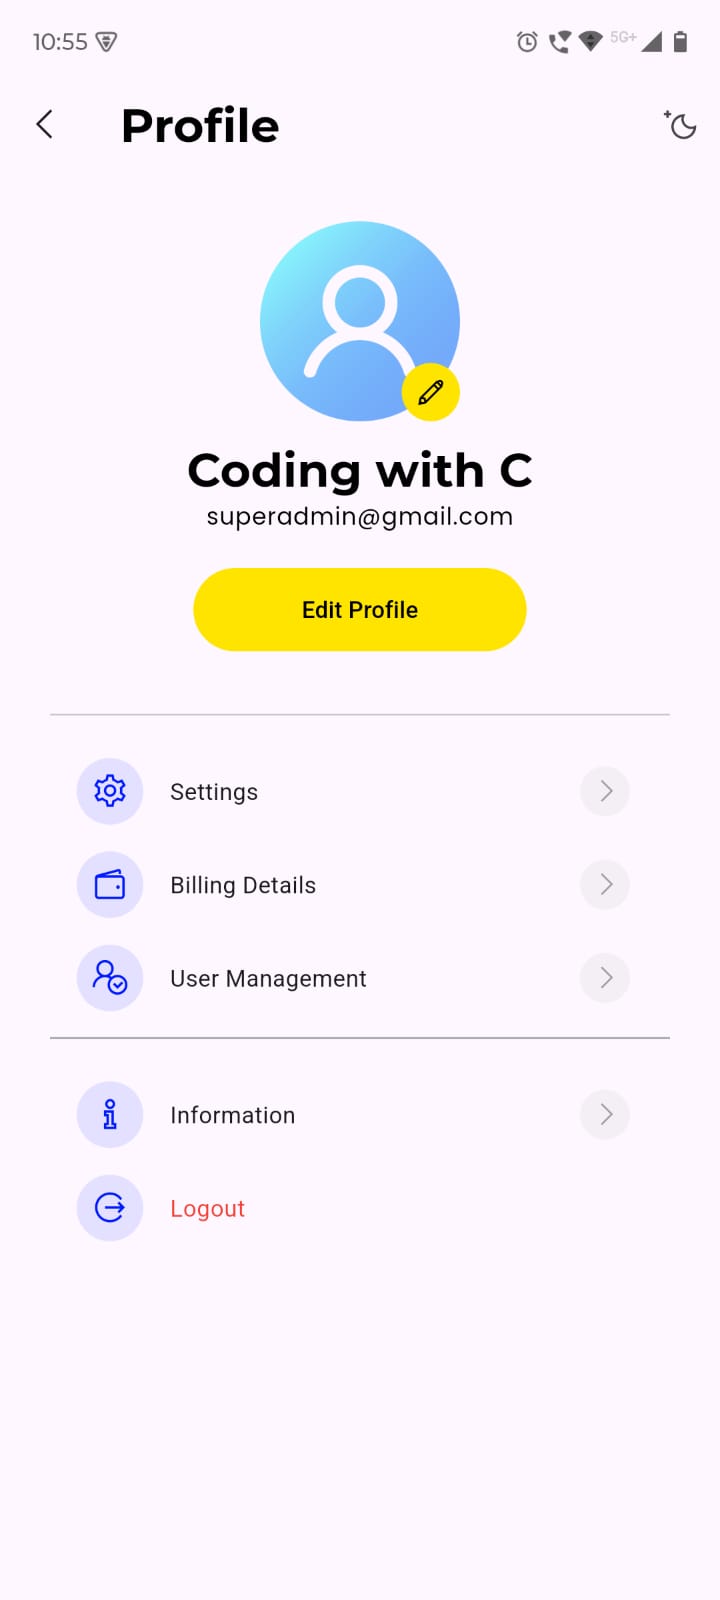 10:55
5G+
Profile
Coding with C
superadmin@gmail.com
Edit Profile
Settings
Billing Details
User Management
Information
Logout